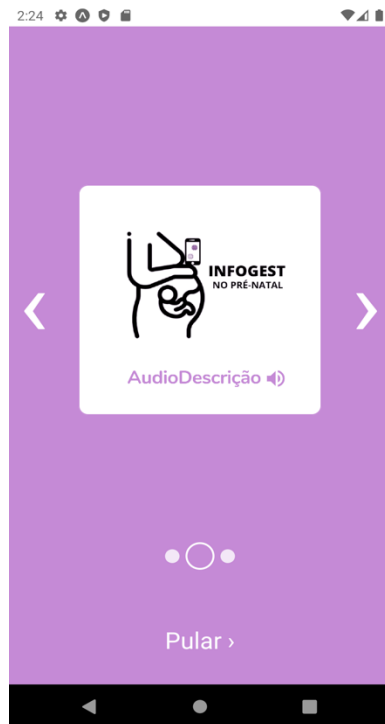 2:24
INFOGEST
NO PRÉ-NATAL
AudioDescrição
Pular ›